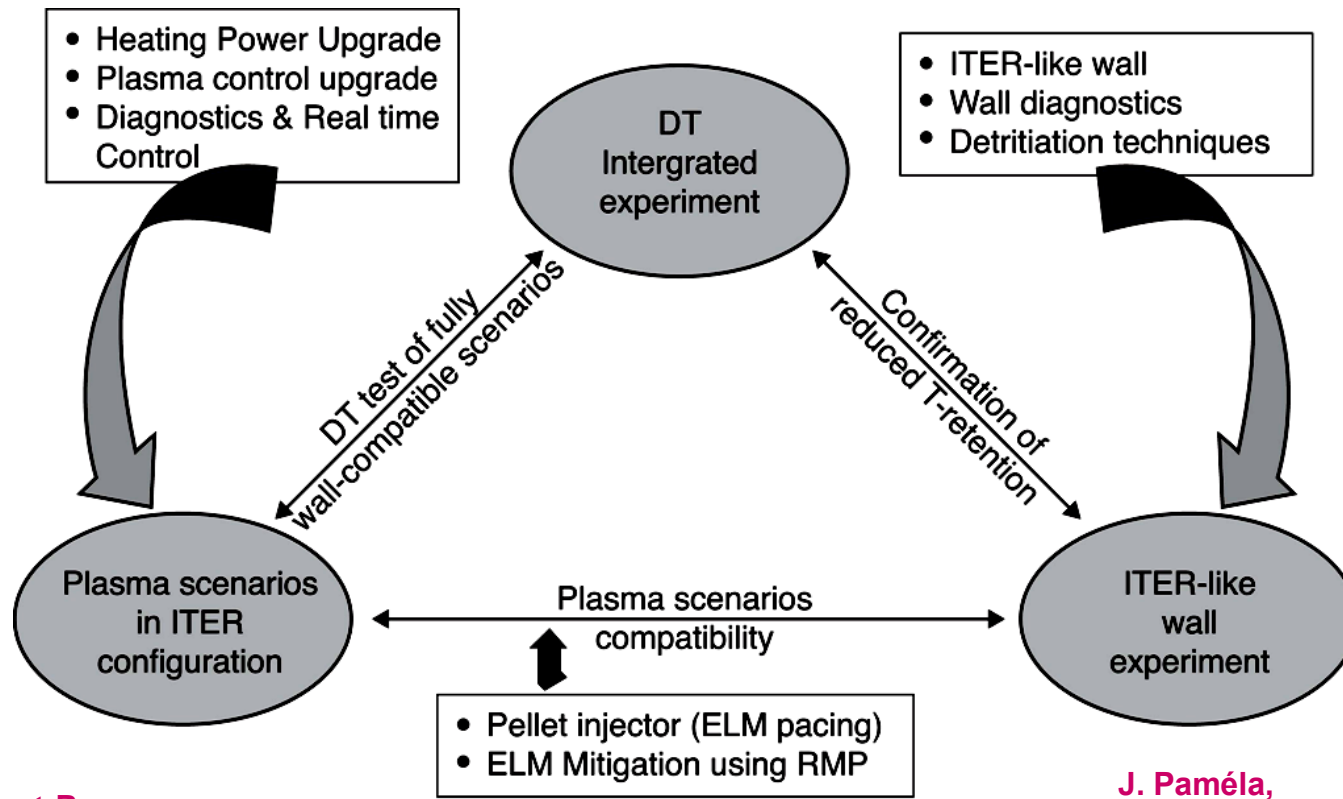 • Heating Power Upgrade
• Plasma control upgrade
• Diagnostics & Real time
Control
DT
Intergrated
experiment
• ITER-like wall
• Wall diagnostics
• Detritiation techniques
DT test of fully
wall-compatible scenarios
Confirmation of
reduced T-retention
Plasma scenarios
in ITER
configuration
Plasma scenarios
compatibility
ITER-like
wall
experiment
• Pellet injector (ELM pacing)
• ELM Mitigation using RMP
J. Paméla,